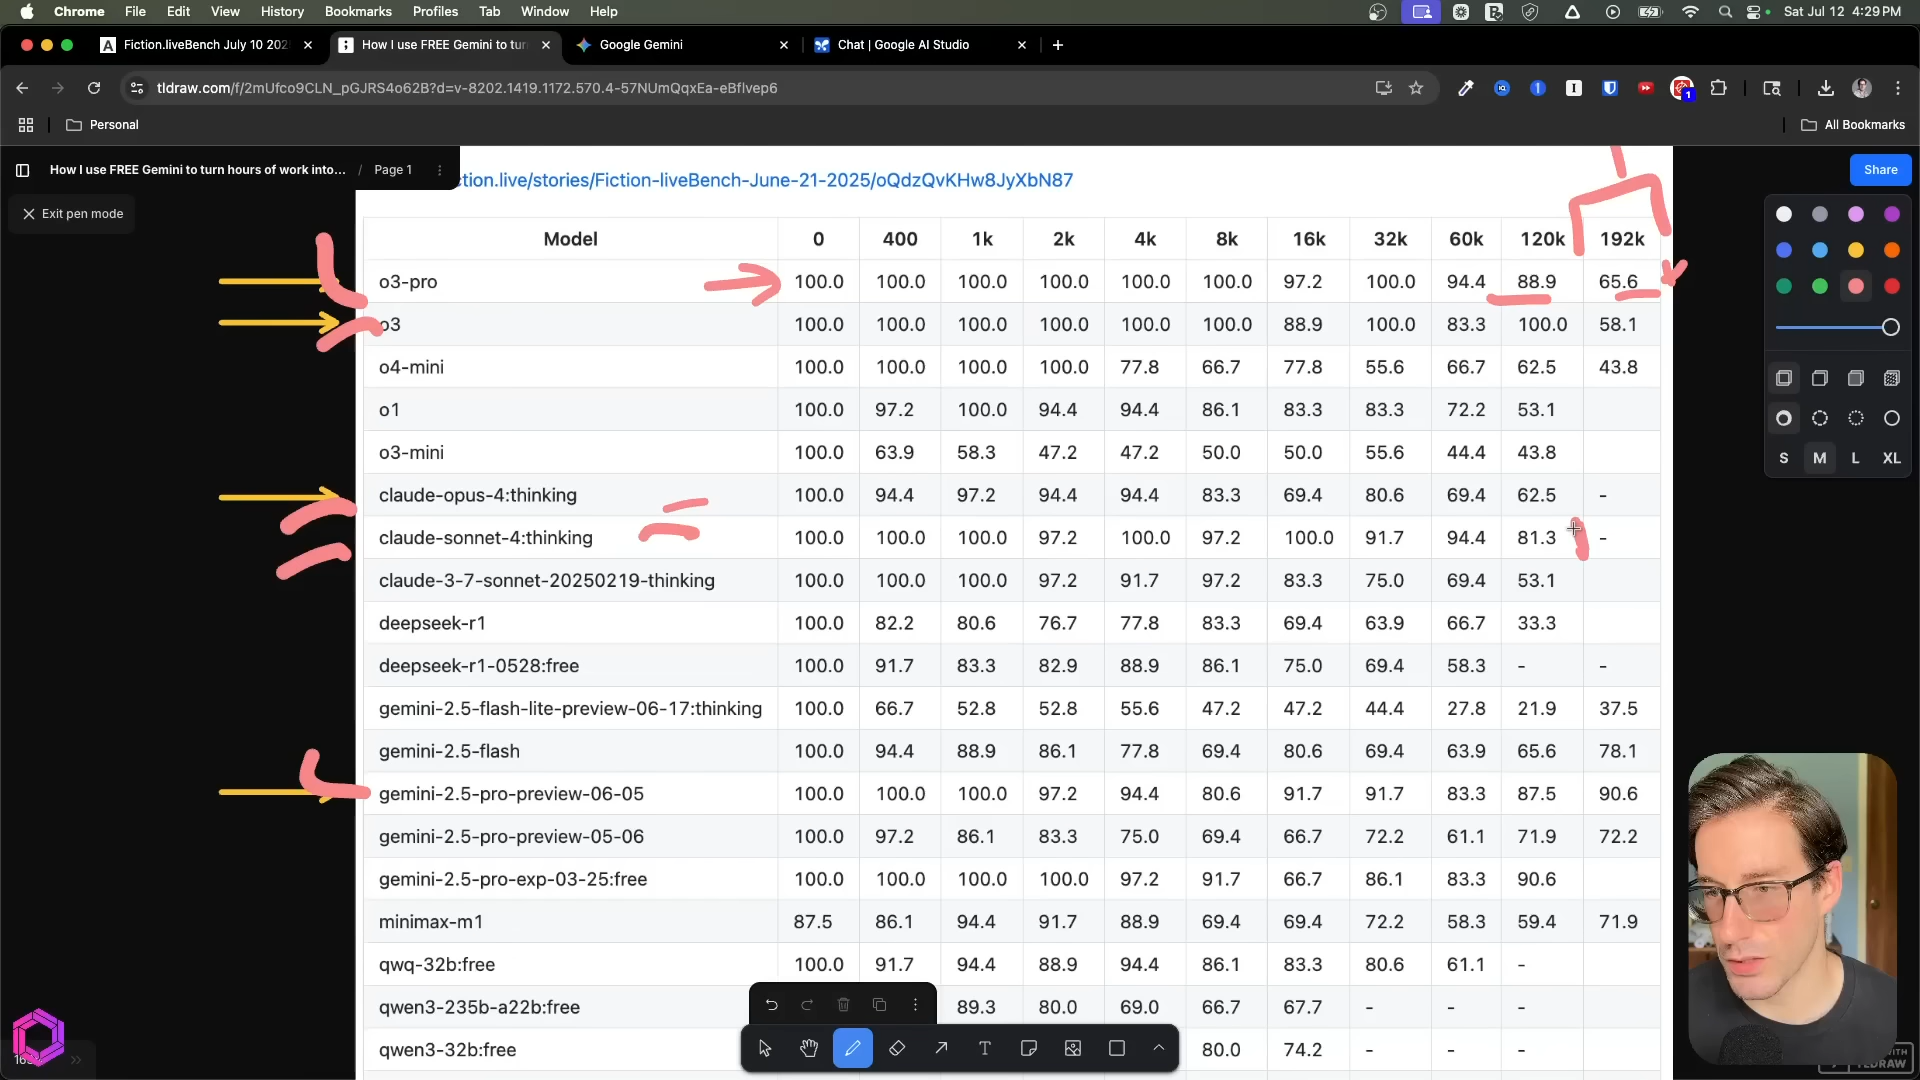 Chrome File Edit View History Bookmarks Profiles Tab Window Help Sat Jul 12 4:29 PM
Fiction.liveBench July 10 202 How I use FREE Gemini to tur Google Gemini Chat | Google AI Studio
tldraw.com/f/2mUfco9CLN_pGJRS4o62B?d=v-8202.1419.1172.570.4-57NUmQqxEa-eBflvep6
Personal All Bookmarks
How I use FREE Gemini to turn hours of work into... / Page 1 Share
ction.live/stories/Fiction-liveBench-June-21-2025/oQdzQvKHw8JyXbN87
Exit pen mode
Model 0 400 1k 2k 4k 8k 16k 32k 60k 120k 192k
o3-pro 100.0 100.0 100.0 100.0 100.0 100.0 97.2 100.0 94.4 88.9 65.6
o3 100.0 100.0 100.0 100.0 100.0 100.0 88.9 100.0 83.3 100.0 58.1
o4-mini 100.0 100.0 100.0 100.0 77.8 66.7 77.8 55.6 66.7 62.5 43.8
o1 100.0 97.2 100.0 94.4 94.4 86.1 83.3 83.3 72.2 53.1
o3-mini 100.0 63.9 58.3 47.2 47.2 50.0 50.0 55.6 44.4 43.8
S M L XL
claude-opus-4:thinking 100.0 94.4 97.2 94.4 94.4 83.3 69.4 80.6 69.4 62.5 -
claude-sonnet-4:thinking 100.0 100.0 100.0 97.2 100.0 97.2 100.0 91.7 94.4 81.3 -
claude-3-7-sonnet-20250219-thinking 100.0 100.0 100.0 97.2 91.7 97.2 83.3 75.0 69.4 53.1
deepseek-r1 100.0 82.2 80.6 76.7 77.8 83.3 69.4 63.9 66.7 33.3
deepseek-r1-0528:free 100.0 91.7 83.3 82.9 88.9 86.1 75.0 69.4 58.3 - -
gemini-2.5-flash-lite-preview-06-17:thinking 100.0 66.7 52.8 52.8 55.6 47.2 47.2 44.4 27.8 21.9 37.5
gemini-2.5-flash 100.0 94.4 88.9 86.1 77.8 69.4 80.6 69.4 63.9 65.6 78.1
gemini-2.5-pro-preview-06-05 100.0 100.0 100.0 97.2 94.4 80.6 91.7 91.7 83.3 87.5 90.6
gemini-2.5-pro-preview-05-06 100.0 97.2 86.1 83.3 75.0 69.4 66.7 72.2 61.1 71.9 72.2
gemini-2.5-pro-exp-03-25:free 100.0 100.0 100.0 100.0 97.2 91.7 66.7 86.1 83.3 90.6
minimax-m1 87.5 86.1 94.4 91.7 88.9 69.4 69.4 72.2 58.3 59.4 71.9
qwq-32b:free 100.0 91.7 94.4 88.9 94.4 86.1 83.3 80.6 61.1 -
qwen3-235b-a22b:free 89.3 80.0 69.0 66.7 67.7 - - -
qwen3-32b:free 80.0 74.2 - - -